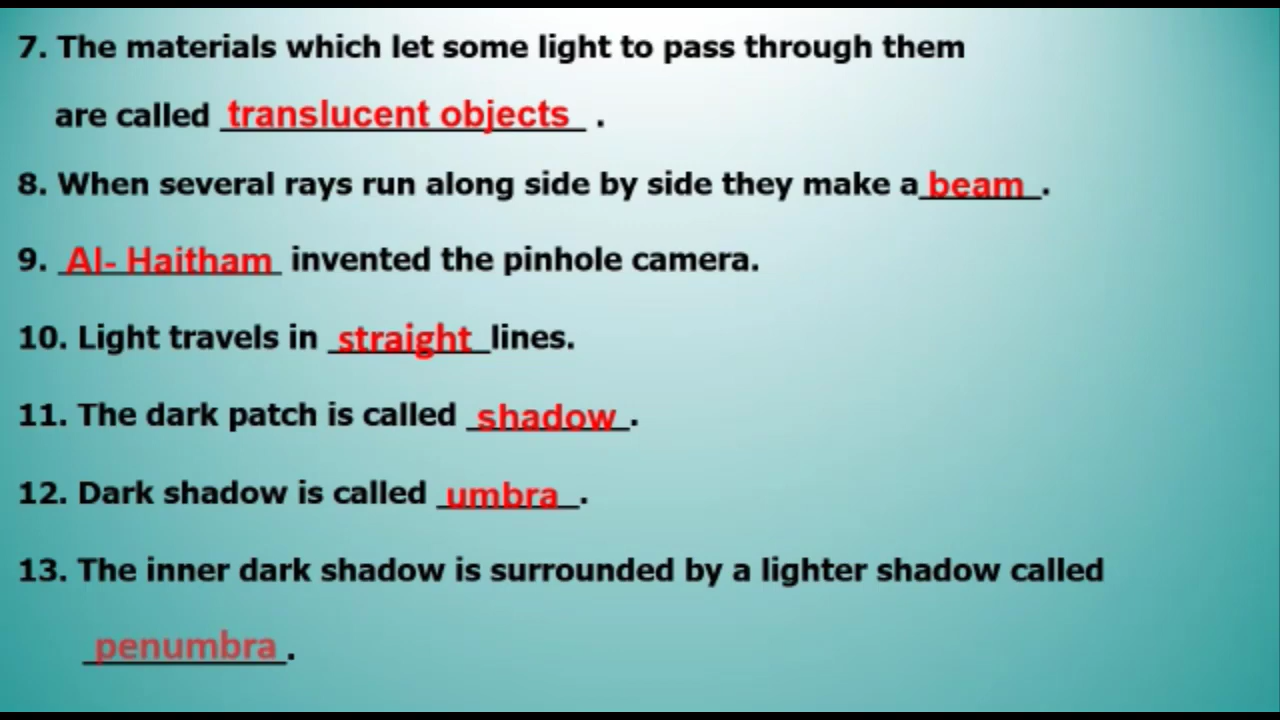 7. The materials which let some light to pass through them
are called translucent objects .
8. When several rays run along side by side they make a beam.
9. Al- Haitham invented the pinhole camera.
10. Light travels in straight lines.
11. The dark patch is called shadow.
12. Dark shadow is called umbra.
13. The inner dark shadow is surrounded by a lighter shadow called
penumbra.